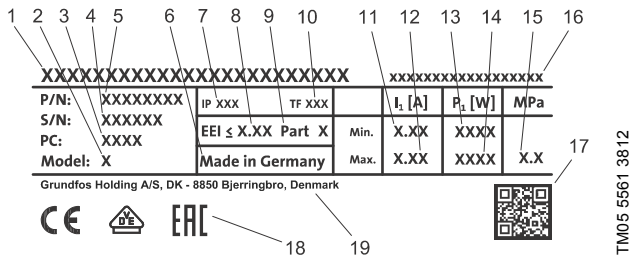 1 2 3 4 5 6 7 8 9 10 11 12 13 14 15 16
XXXXXXXXXXXXXXXXXXXXXXXX xxxxxxxxxxxxxxxxxx
P/N: XXXXXXXX IP XXX TF XXX I₁ [A] P₁ [W] MPa
S/N: XXXXXX EEI ≤ X.XX Part X Min. X.XX XXXX
PC: XXXX
Model: X Made in Germany Max. X.XX XXXX X.X
17
Grundfos Holding A/S, DK - 8850 Bjerringbro, Denmark
CE VDE EAC
18 19
TM05 5561 3812